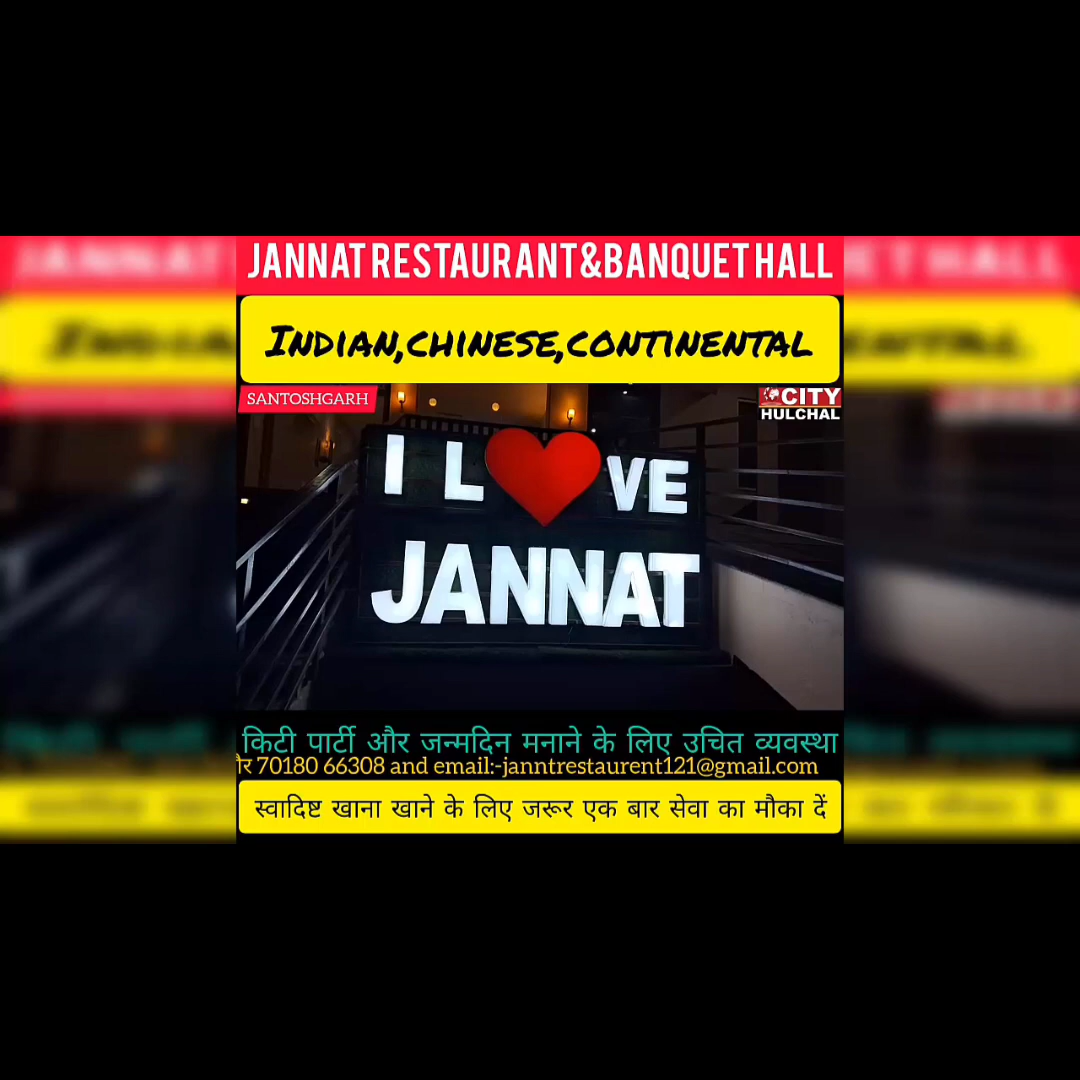 JANNAT RESTAURANT&BANQUET HALL
INDIAN,CHINESE,CONTINENTAL
SANTOSHGARH
CITY
HULCHAL
I L VE
JANNAT
किटी पार्टी और जन्मदिन मनाने के लिए उचित व्यवस्था
70180 66308 and email:-janntrestaurent121@gmail.com
स्वादिष्ट खाना खाने के लिए जरूर एक बार सेवा का मौका दें